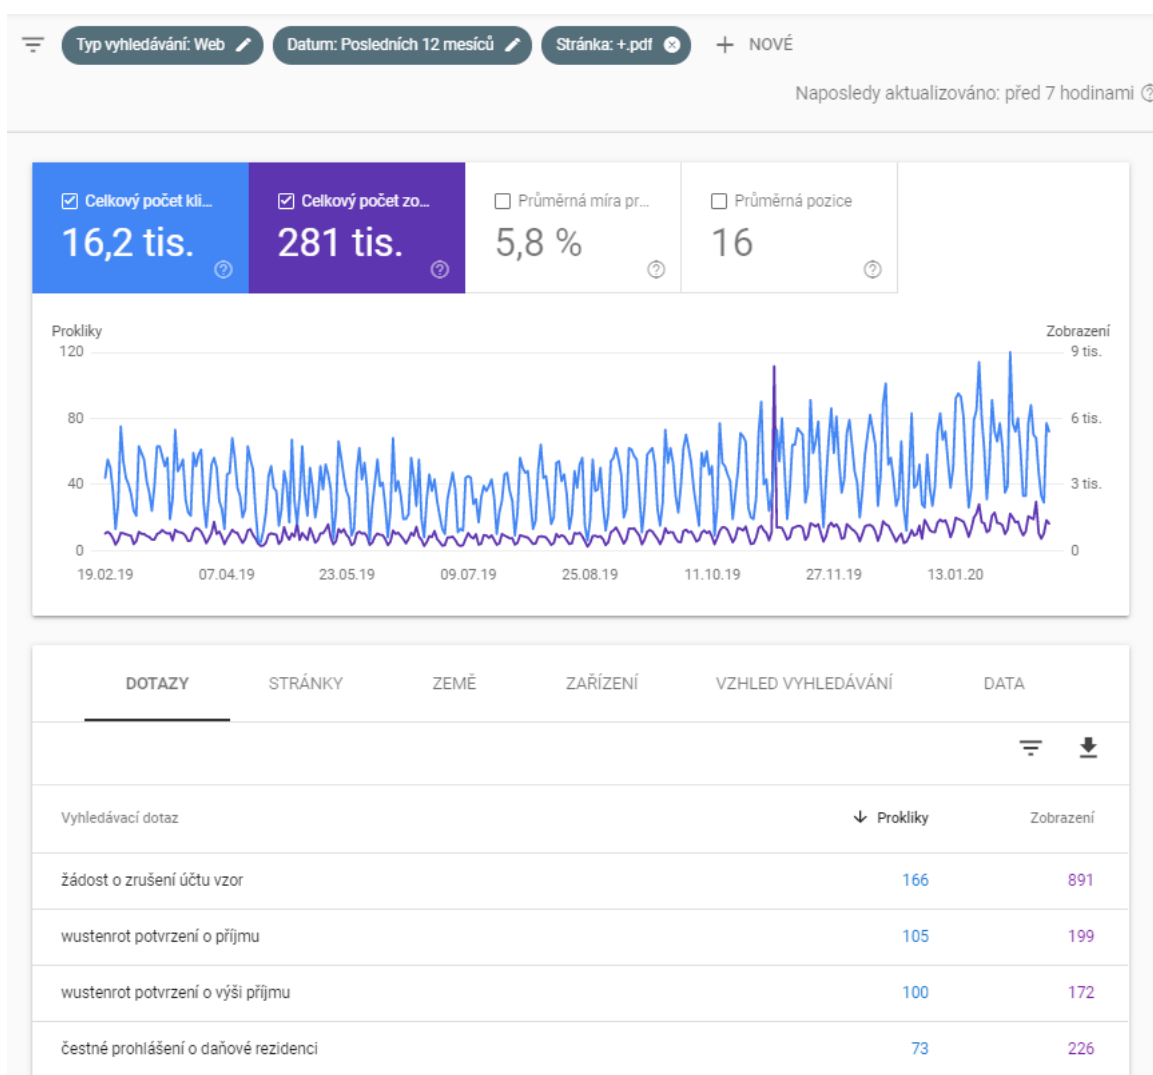 Typ vyhledávání: Web Datum: Posledních 12 mesíců Stránka: +.pdf + NOVÉ
Naposledy aktualizováno: před 7 hodinami
Celkový počet kli... Celkový počet zo... Průměrná míra pr... Průměrná pozice
16,2 tis. 281 tis. 5,8 % 16
Prokliky Zobrazení
120 9 tis.
80 6 tis.
40 3 tis.
0 0
19.02.19 07.04.19 23.05.19 09.07.19 25.08.19 11.10.19 27.11.19 13.01.20
DOTAZY STRÁNKY ZEMĚ ZAŘÍZENÍ VZHLED VYHLEDÁVÁNÍ DATA
Vyhledávací dotaz Prokliky Zobrazení
žádost o zrušení účtu vzor 166 891
wustenrot potvrzení o příjmu 105 199
wustenrot potvrzení o výši příjmu 100 172
čestné prohlášení o daňové rezidenci 73 226